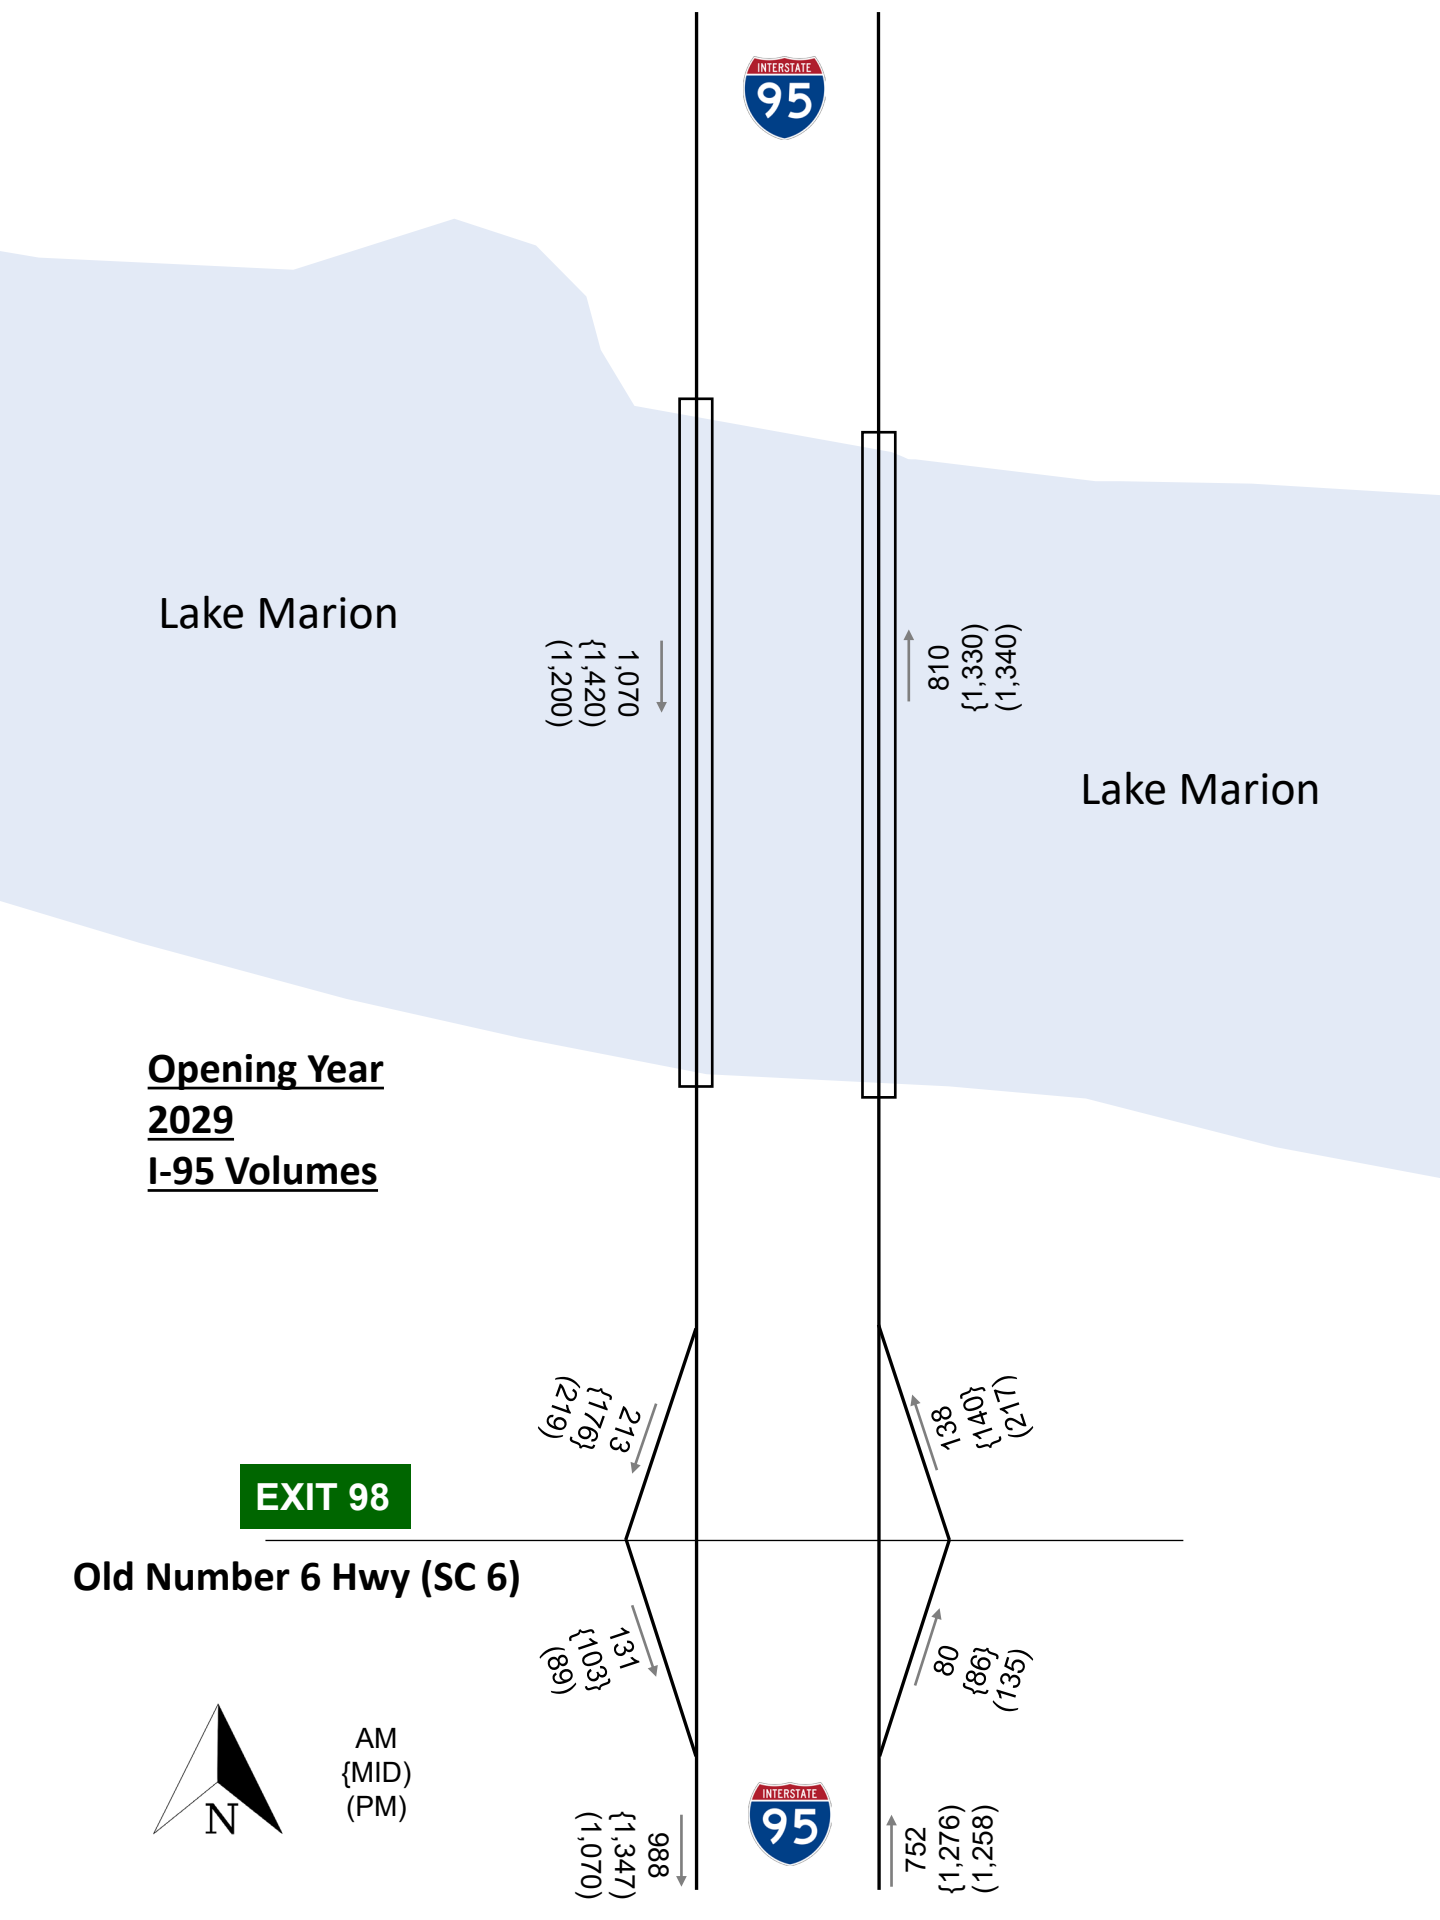 INTERSTATE
95
Lake Marion
1,070
{1,420)
(1,200)
810
{1,330)
(1,340)
Lake Marion
Opening Year
2029
I-95 Volumes
213
{176}
(219)
138
{140}
(217)
EXIT 98
Old Number 6 Hwy (SC 6)
131
{103}
(89)
80
{86}
(135)
N
AM
{MID)
(PM)
988
{1,347)
(1,070)
INTERSTATE
95
752
{1,276)
(1,258)